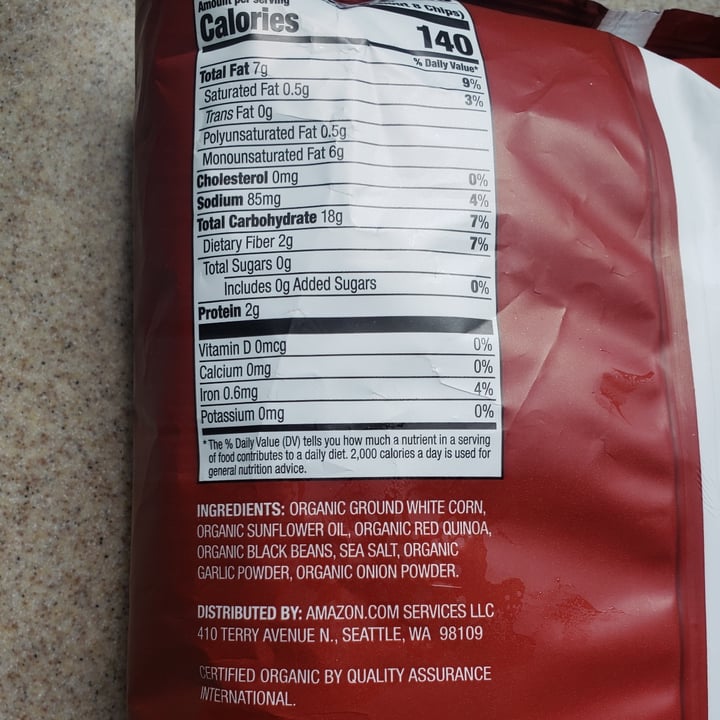 Amount per serving
8 Chips)
Calories 140
% Daily Value*
Total Fat 7g 9%
Saturated Fat 0.5g 3%
Trans Fat 0g
Polyunsaturated Fat 0.5g
Monounsaturated Fat 6g
Cholesterol 0mg 0%
Sodium 85mg 4%
Total Carbohydrate 18g 7%
Dietary Fiber 2g 7%
Total Sugars 0g
Includes 0g Added Sugars 0%
Protein 2g
Vitamin D 0mcg 0%
Calcium 0mg 0%
Iron 0.6mg 4%
Potassium 0mg 0%
*The % Daily Value (DV) tells you how much a nutrient in a serving
of food contributes to a daily diet. 2,000 calories a day is used for
general nutrition advice.
INGREDIENTS: ORGANIC GROUND WHITE CORN,
ORGANIC SUNFLOWER OIL, ORGANIC RED QUINOA,
ORGANIC BLACK BEANS, SEA SALT, ORGANIC
GARLIC POWDER, ORGANIC ONION POWDER.
DISTRIBUTED BY: AMAZON.COM SERVICES LLC
410 TERRY AVENUE N., SEATTLE, WA 98109
CERTIFIED ORGANIC BY QUALITY ASSURANCE
INTERNATIONAL.